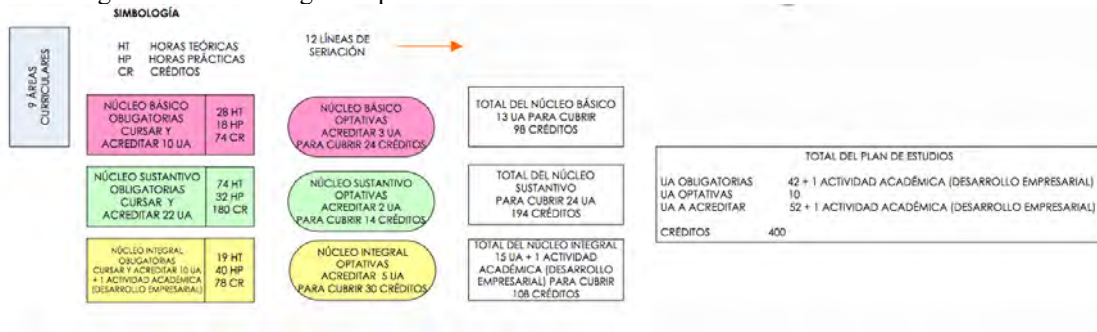 SIMBOLOGÍA
9 ÁREAS
CURRICULARES
HT HORAS TEÓRICAS
HP HORAS PRÁCTICAS
CR CRÉDITOS
12 LÍNEAS DE
SERIACIÓN
NÚCLEO BÁSICO
OBLIGATORIAS
CURSAR Y
ACREDITAR 10 UA
28 HT
18 HP
74 CR
NÚCLEO BÁSICO
OPTATIVAS
ACREDITAR 3 UA
PARA CUBRIR 24 CRÉDITOS
TOTAL DEL NÚCLEO BÁSICO
13 UA PARA CUBRIR
98 CRÉDITOS
NÚCLEO SUSTANTIVO
OBLIGATORIAS
CURSAR Y
ACREDITAR 22 UA
74 HT
32 HP
180 CR
NÚCLEO SUSTANTIVO
OPTATIVAS
ACREDITAR 2 UA
PARA CUBRIR 14 CRÉDITOS
TOTAL DEL NÚCLEO
SUSTANTIVO
PARA CUBRIR 24 UA
194 CRÉDITOS
NÚCLEO INTEGRAL
OBLIGATORIAS
CURSAR Y ACREDITAR 10 UA
+ 1 ACTIVIDAD ACADÉMICA
(DESARROLLO EMPRESARIAL)
19 HT
40 HP
78 CR
NÚCLEO INTEGRAL
OPTATIVAS
ACREDITAR 5 UA
PARA CUBRIR 30 CRÉDITOS
TOTAL DEL NÚCLEO INTEGRAL
15 UA + 1 ACTIVIDAD
ACADÉMICA (DESARROLLO
EMPRESARIAL) PARA CUBRIR
108 CRÉDITOS
TOTAL DEL PLAN DE ESTUDIOS
UA OBLIGATORIAS 42 + 1 ACTIVIDAD ACADÉMICA (DESARROLLO EMPRESARIAL)
UA OPTATIVAS 10
UA A ACREDITAR 52 + 1 ACTIVIDAD ACADÉMICA (DESARROLLO EMPRESARIAL)
CRÉDITOS 400